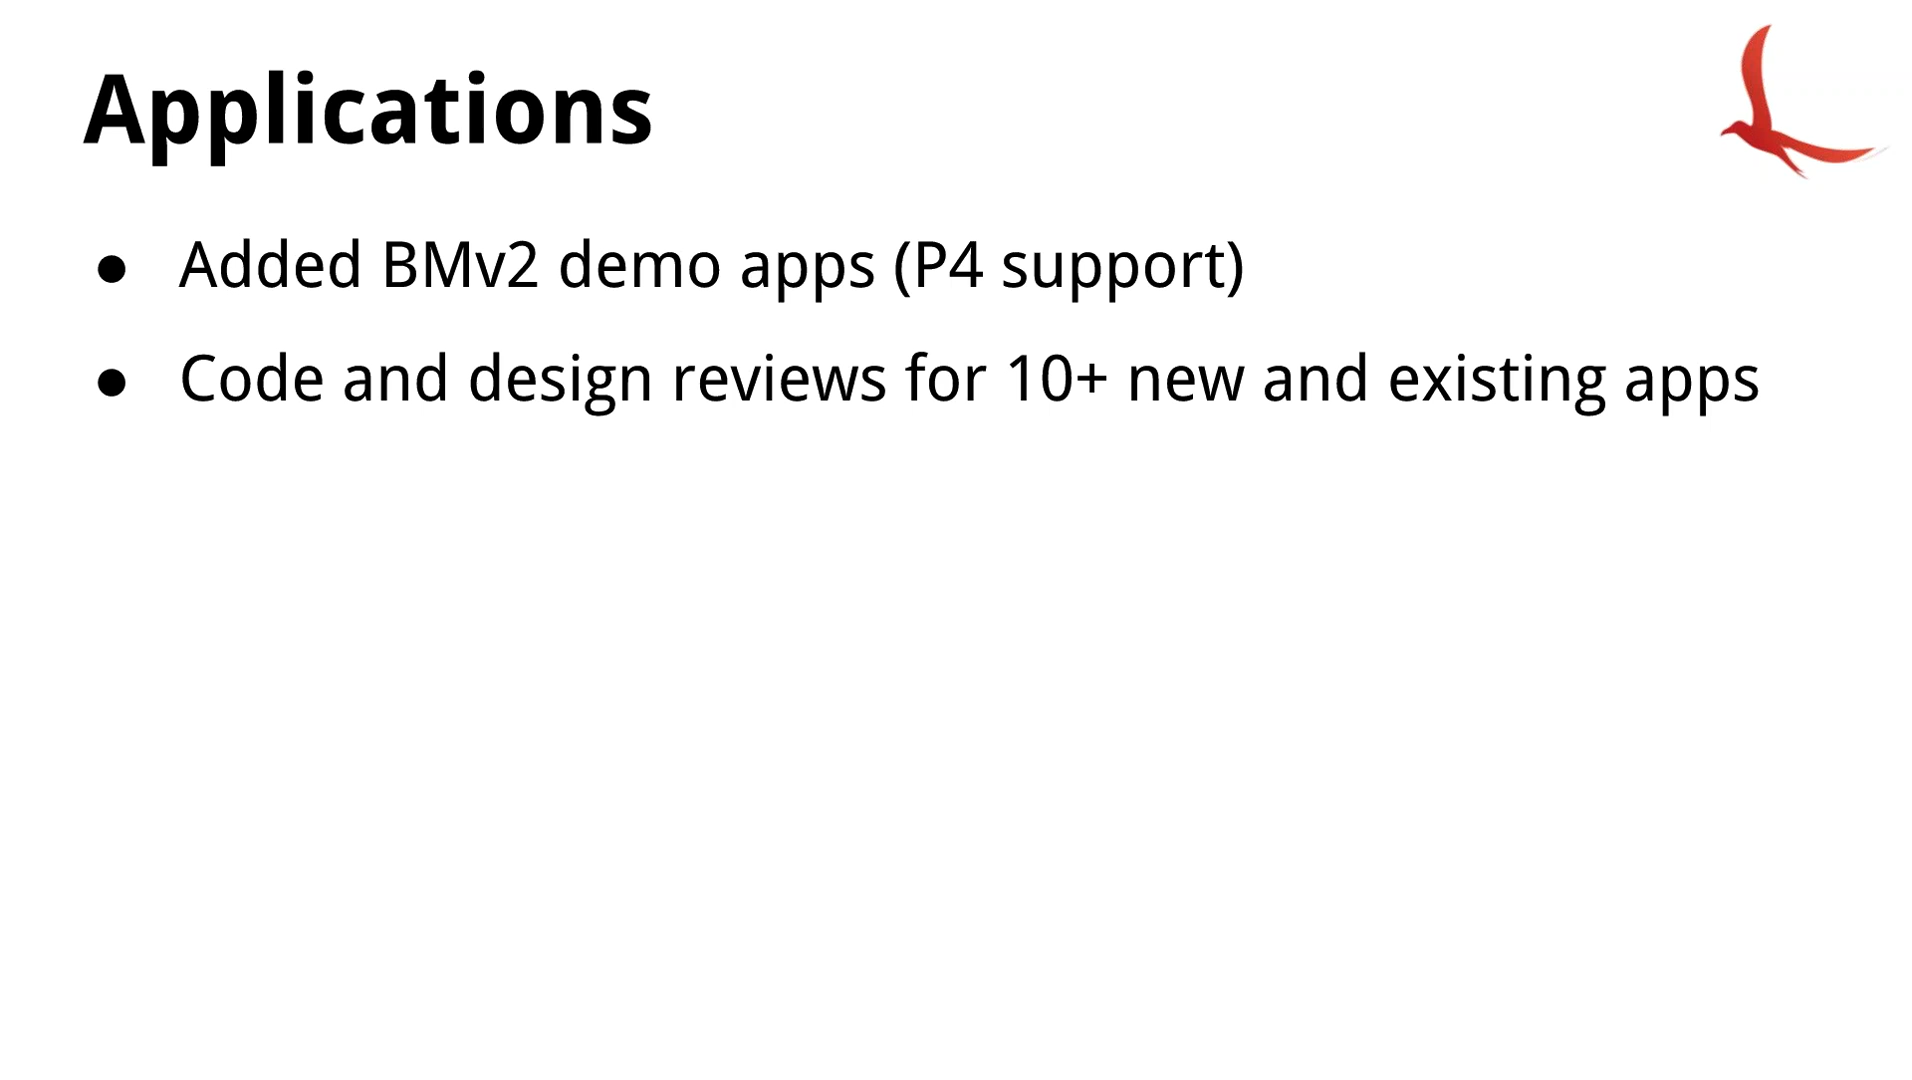 Applications
● Added BMv2 demo apps (P4 support)
● Code and design reviews for 10+ new and existing apps